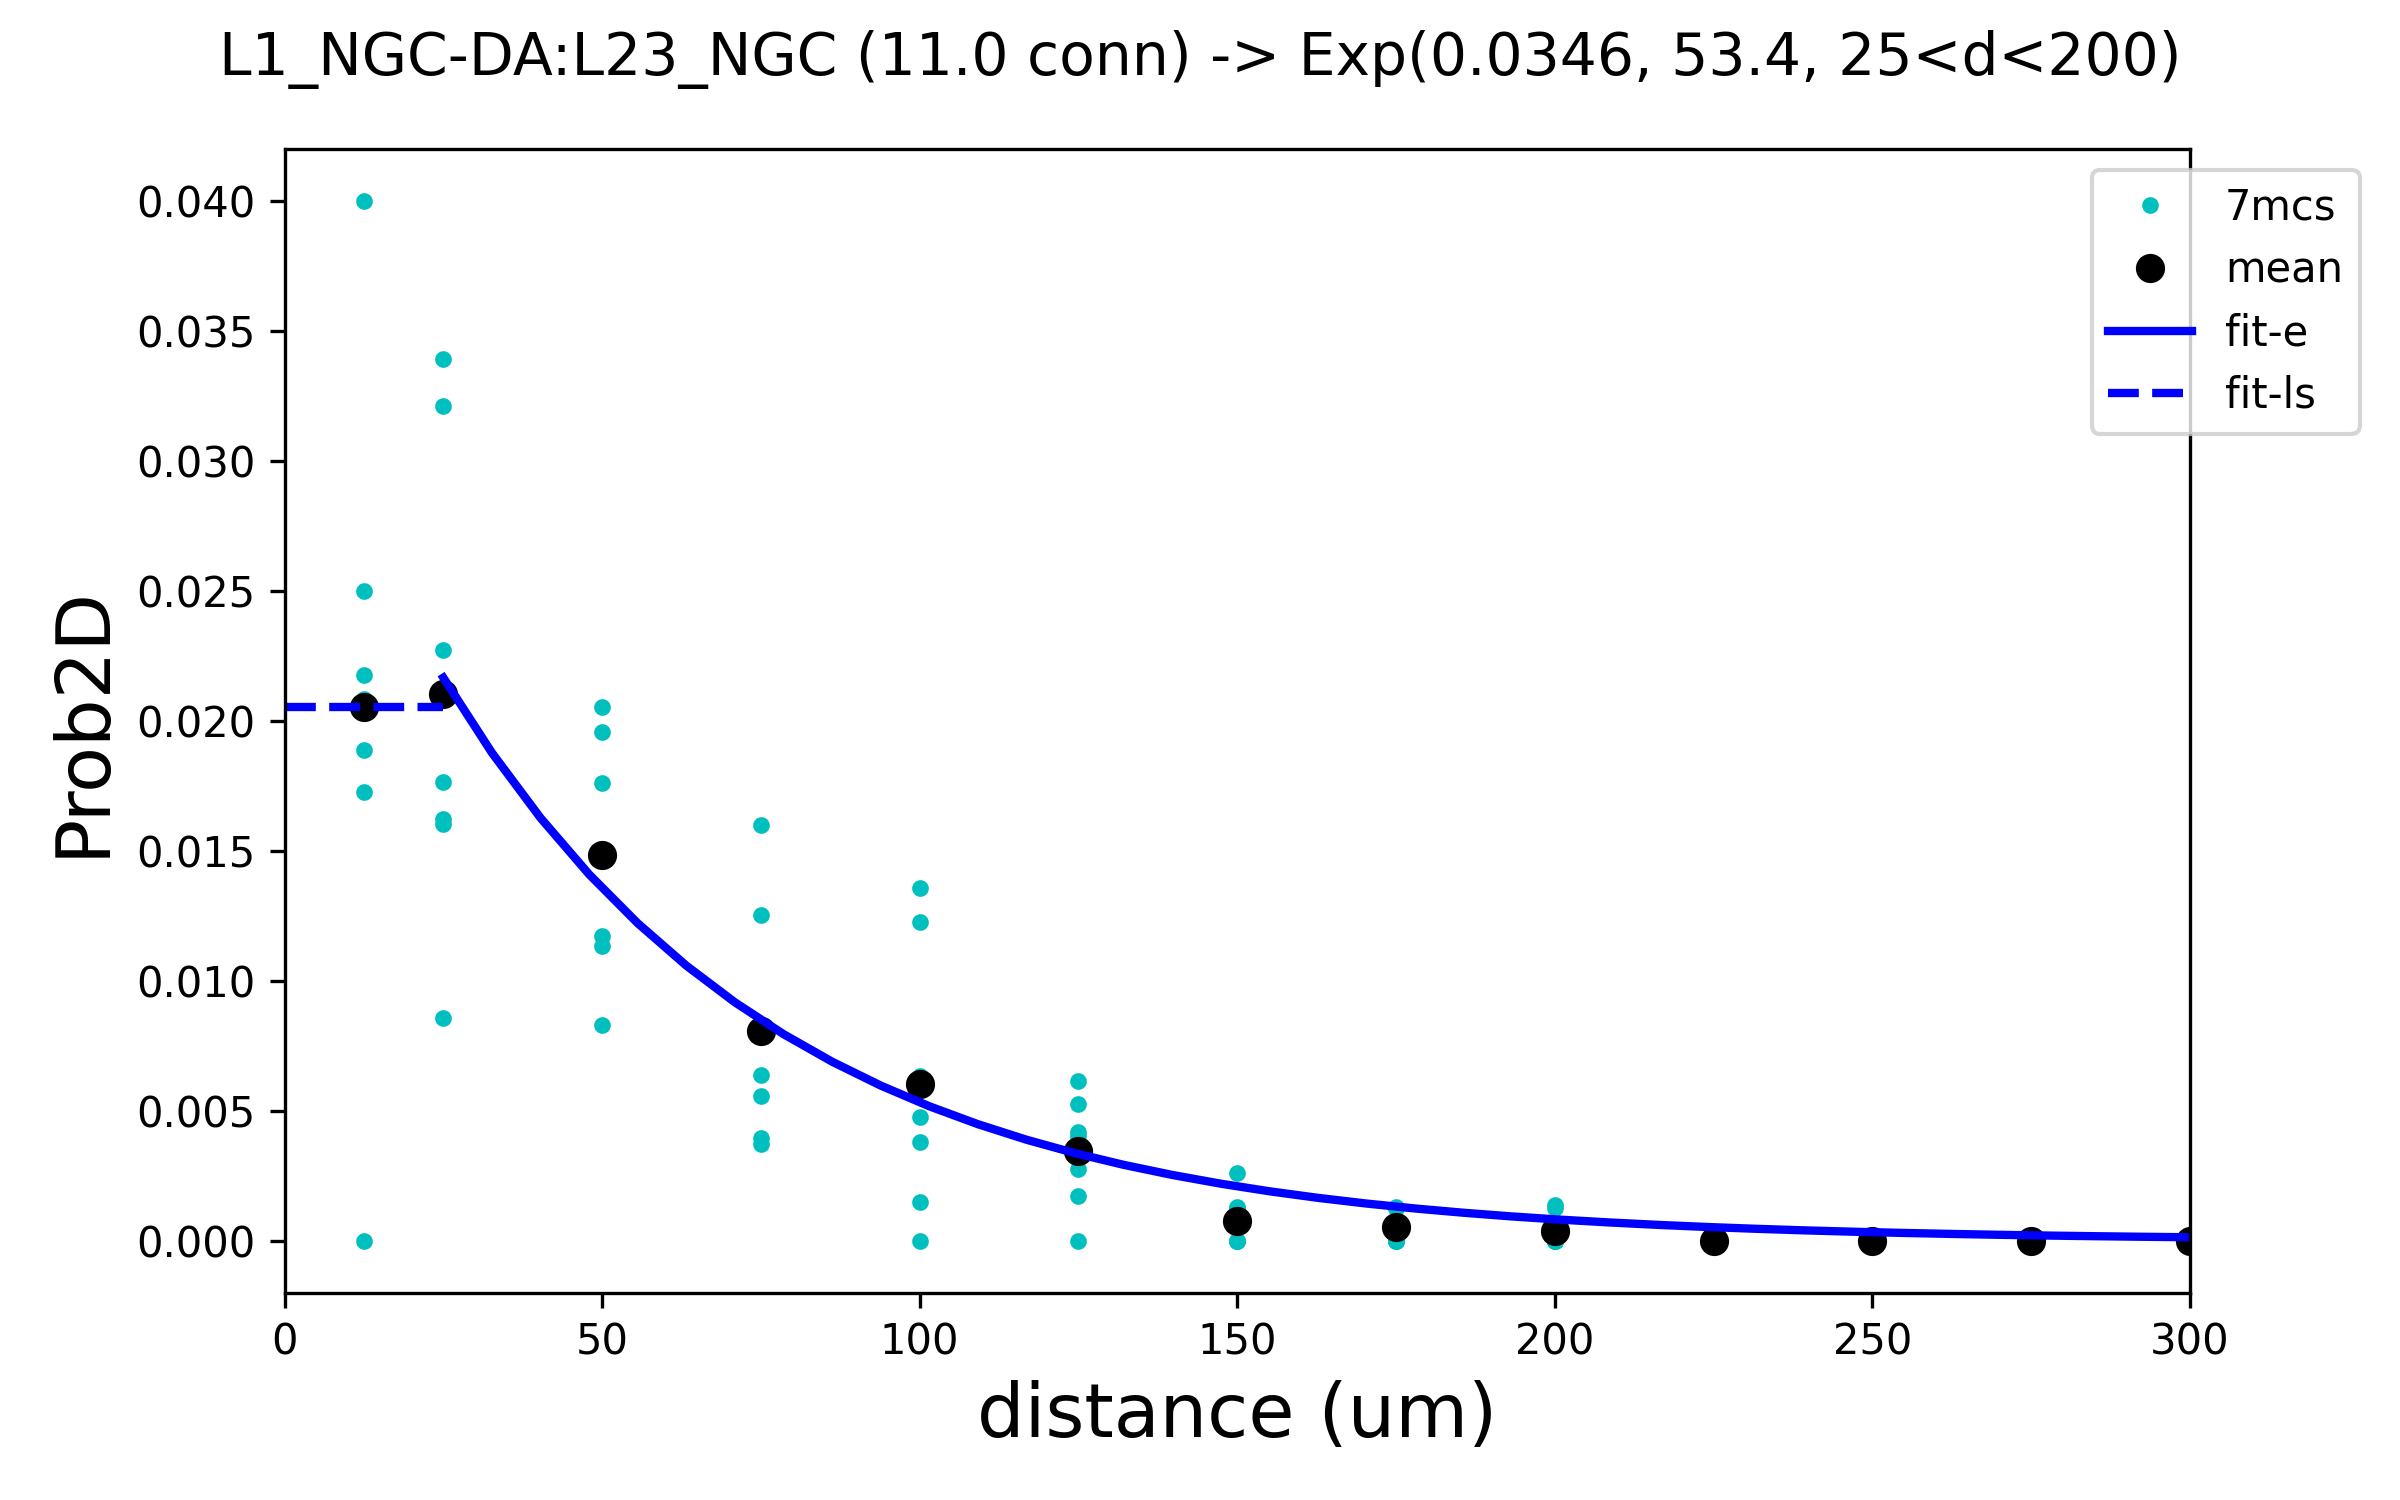 L1_NGC-DA:L23_NGC (11.0 conn) -> Exp(0.0346, 53.4, 25<d<200)
7mcs
mean
fit-e
fit-ls
Prob2D
0.040
0.035
0.030
0.025
0.020
0.015
0.010
0.005
0.000
0
50
100
150
200
250
300
distance (um)